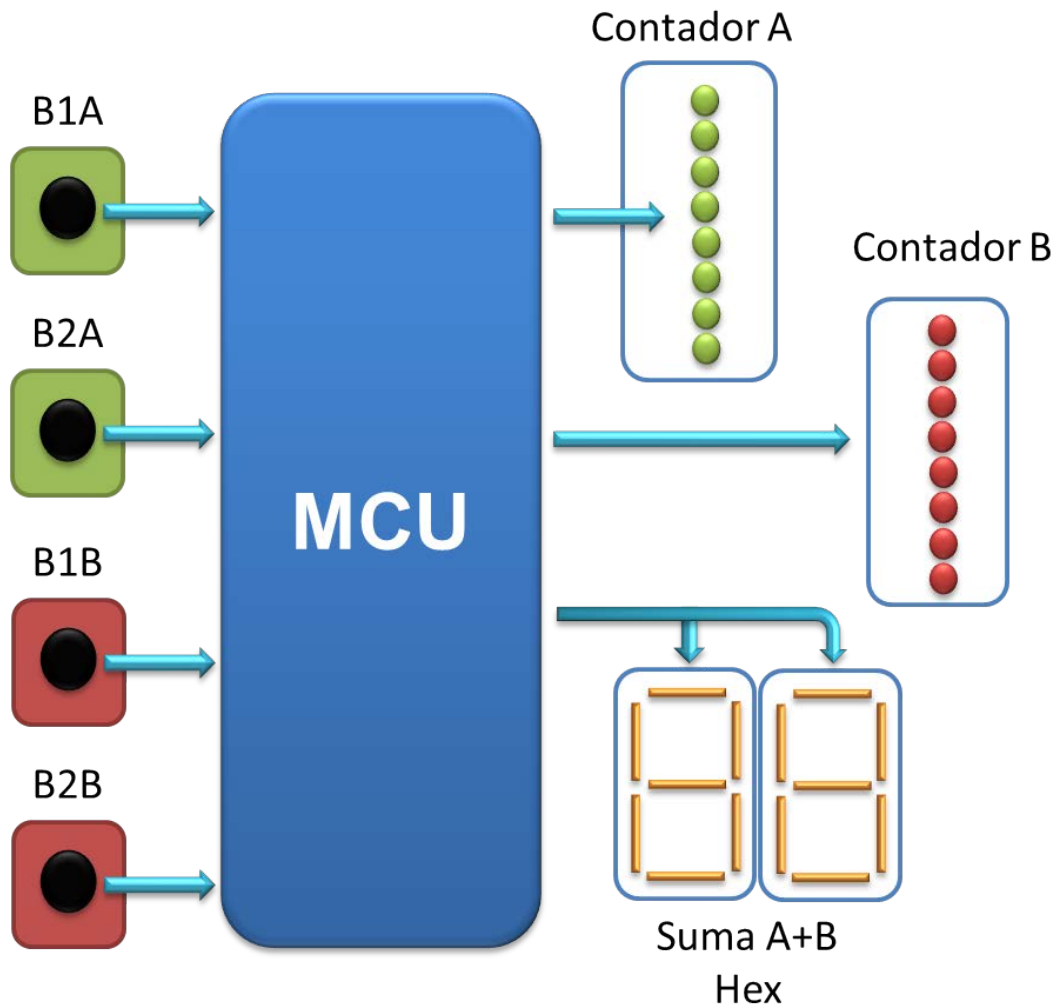 Contador A
B1A
Contador B
B2A
MCU
B1B
B2B
Suma A+B
Hex